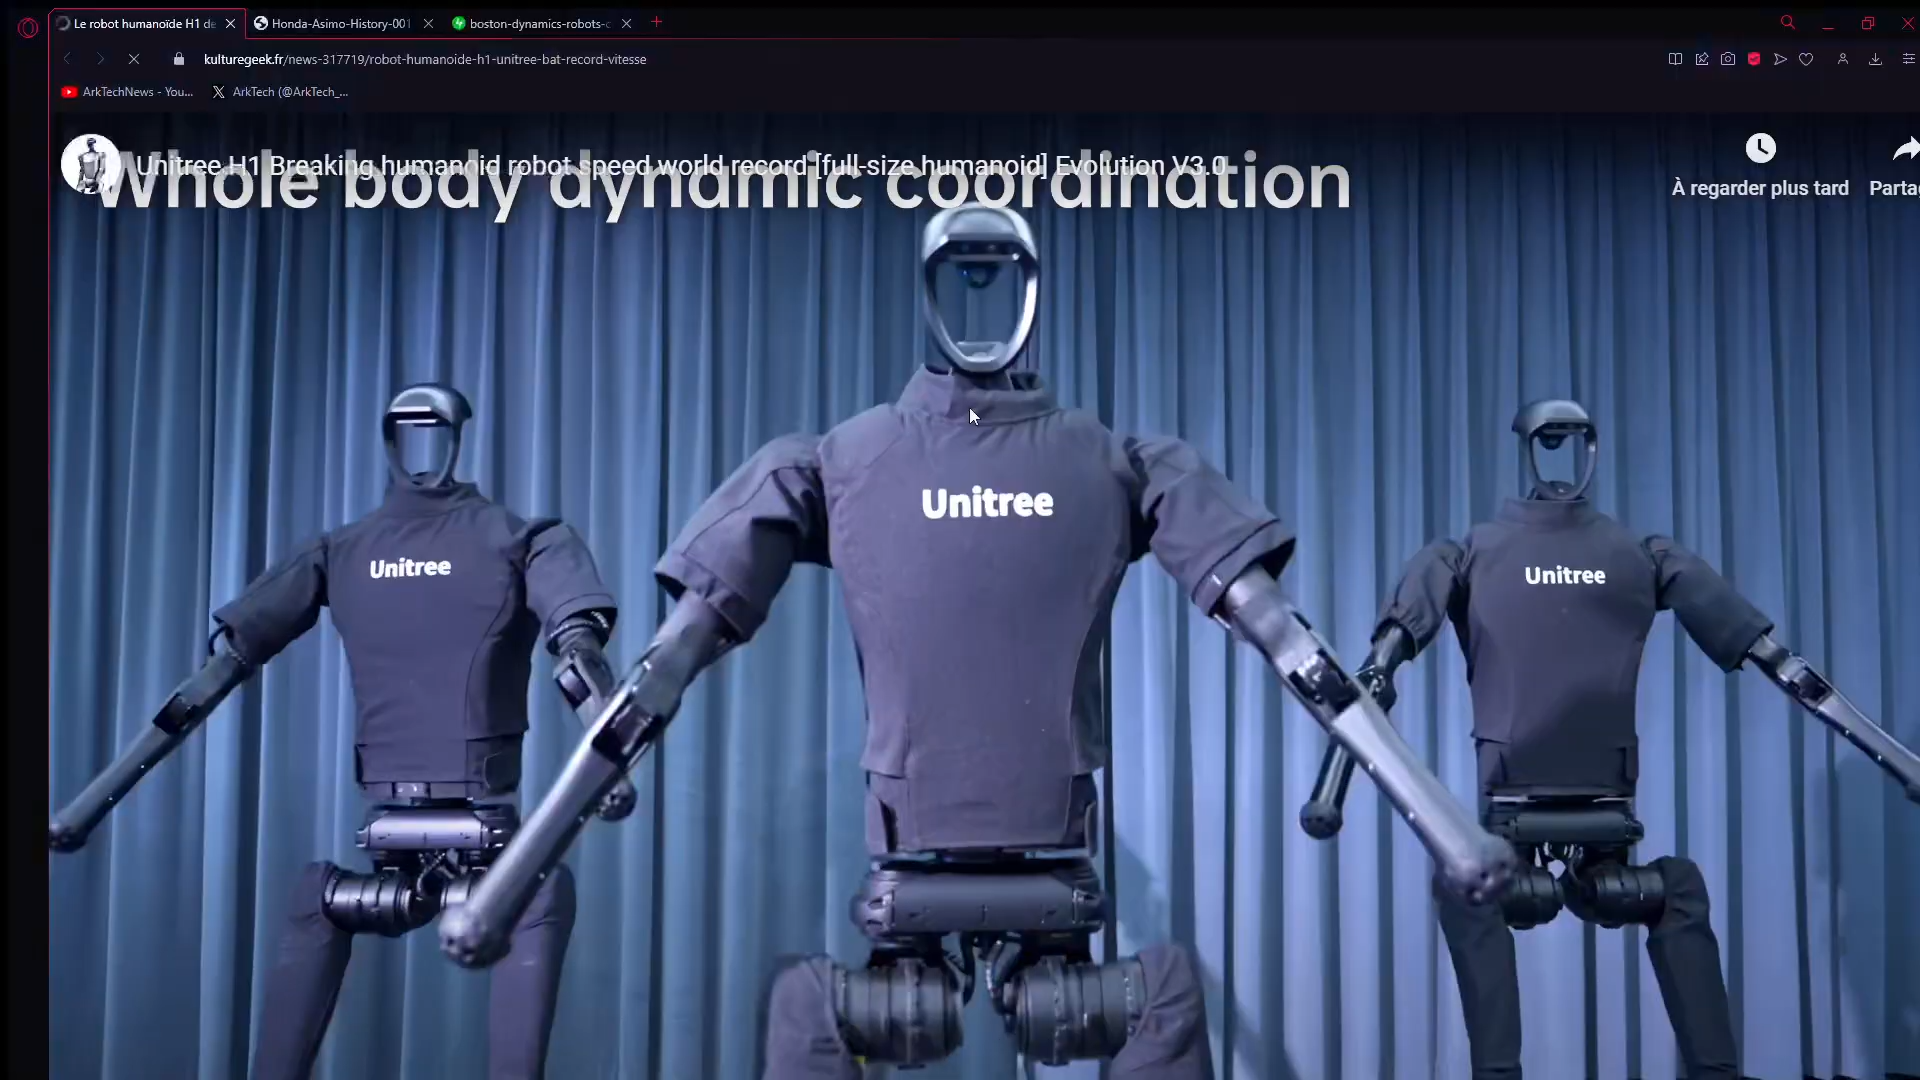 Le robot humanoïde H1 de
Honda-Asimo-History-001
boston-dynamics-robots-c
kulturegeek.fr/news-317719/robot-humanoide-h1-unitree-bat-record-vitesse
ArkTechNews - You...
ArkTech (@ArkTech_...
Unitree H1 Breaking humanoid robot speed world record [full-size humanoid] Evolution V3.0
Whole body dynamic coordination
À regarder plus tard
Parta
Unitree
Unitree
Unitree